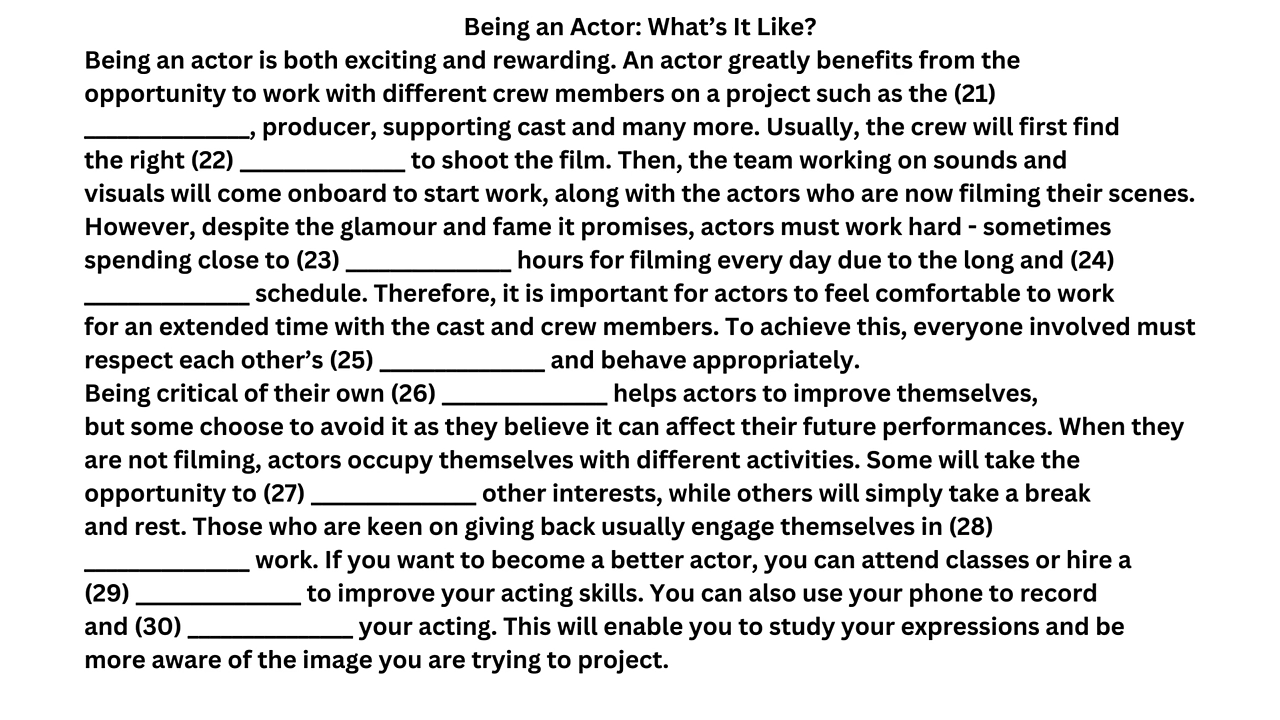 Being an Actor: What's It Like?
Being an actor is both exciting and rewarding. An actor greatly benefits from the
opportunity to work with different crew members on a project such as the (21)
_____________, producer, supporting cast and many more. Usually, the crew will first find
the right (22) _____________ to shoot the film. Then, the team working on sounds and
visuals will come onboard to start work, along with the actors who are now filming their scenes.
However, despite the glamour and fame it promises, actors must work hard - sometimes
spending close to (23) _____________ hours for filming every day due to the long and (24)
_____________ schedule. Therefore, it is important for actors to feel comfortable to work
for an extended time with the cast and crew members. To achieve this, everyone involved must
respect each other's (25) _____________ and behave appropriately.
Being critical of their own (26) _____________ helps actors to improve themselves,
but some choose to avoid it as they believe it can affect their future performances. When they
are not filming, actors occupy themselves with different activities. Some will take the
opportunity to (27) _____________ other interests, while others will simply take a break
and rest. Those who are keen on giving back usually engage themselves in (28)
_____________ work. If you want to become a better actor, you can attend classes or hire a
(29) _____________ to improve your acting skills. You can also use your phone to record
and (30) _____________ your acting. This will enable you to study your expressions and be
more aware of the image you are trying to project.